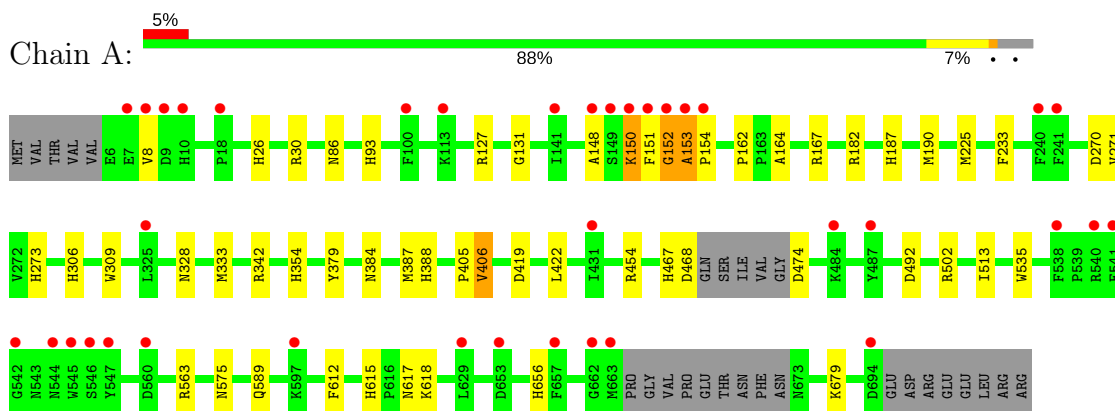 5%
Chain A:
88% 7% • •
MET VAL THR VAL VAL E6 E7 V8 D9 H10 P18 H26 R30 N86 H93 F100 K113 R127 G131 I141 A148 S149 K150 F151 G152 A153 P154 P162 P163 A164 R167 R182 H187 M190 M225 F233 F240 F241 D270
V272 H273 H306 W309 L325 N328 M333 R342 H354 Y379 N384 M387 H388 P405 V406 D419 L422 I431 R454 H467 D468 GLN SER ILE VAL GLY D474 K484 Y487 D492 R502 I513 W535 F538 P539 R540
G542 N543 N544 W545 S546 Y547 D560 R563 N575 Q589 K597 F612 H615 P616 N617 K618 L629 D653 H656 F657 G662 M663 PRO GLY VAL PRO GLU THR ASN PHE ASN N673 K679 D694 GLU ASP ARG GLU GLU LEU ARG ARG